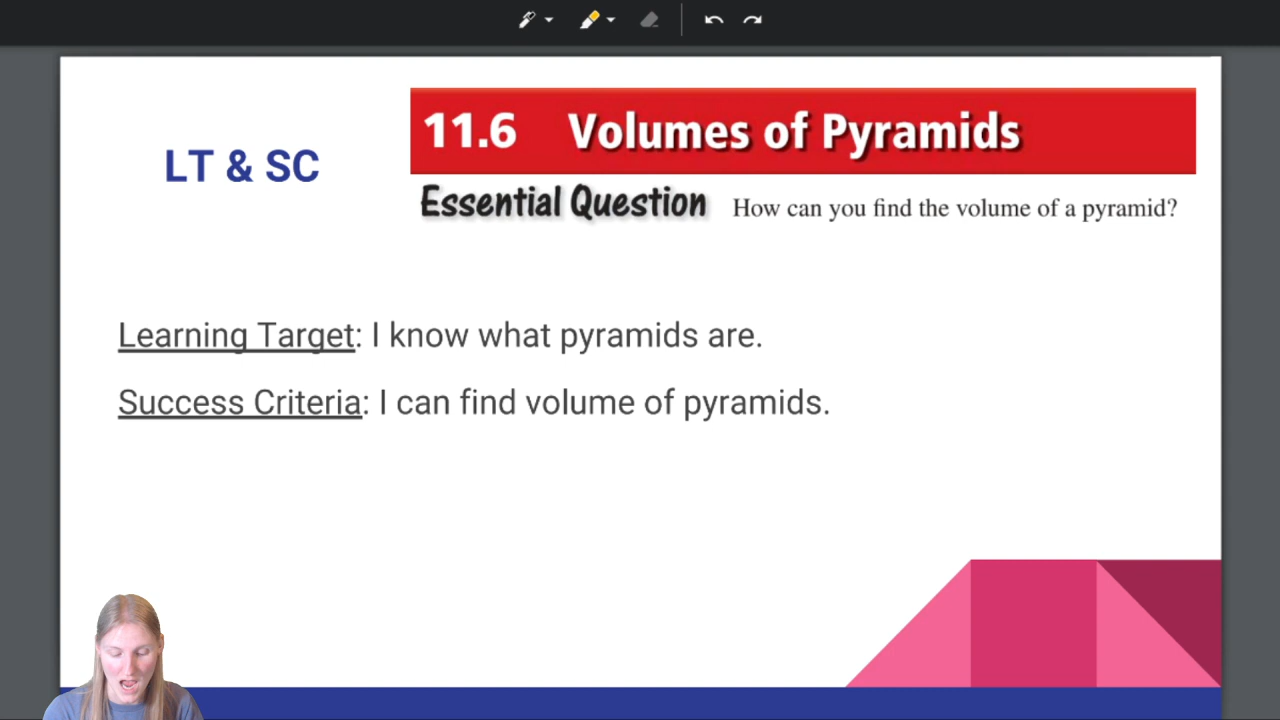 LT & SC
11.6 Volumes of Pyramids
Essential Question How can you find the volume of a pyramid?
Learning Target: I know what pyramids are.
Success Criteria: I can find volume of pyramids.